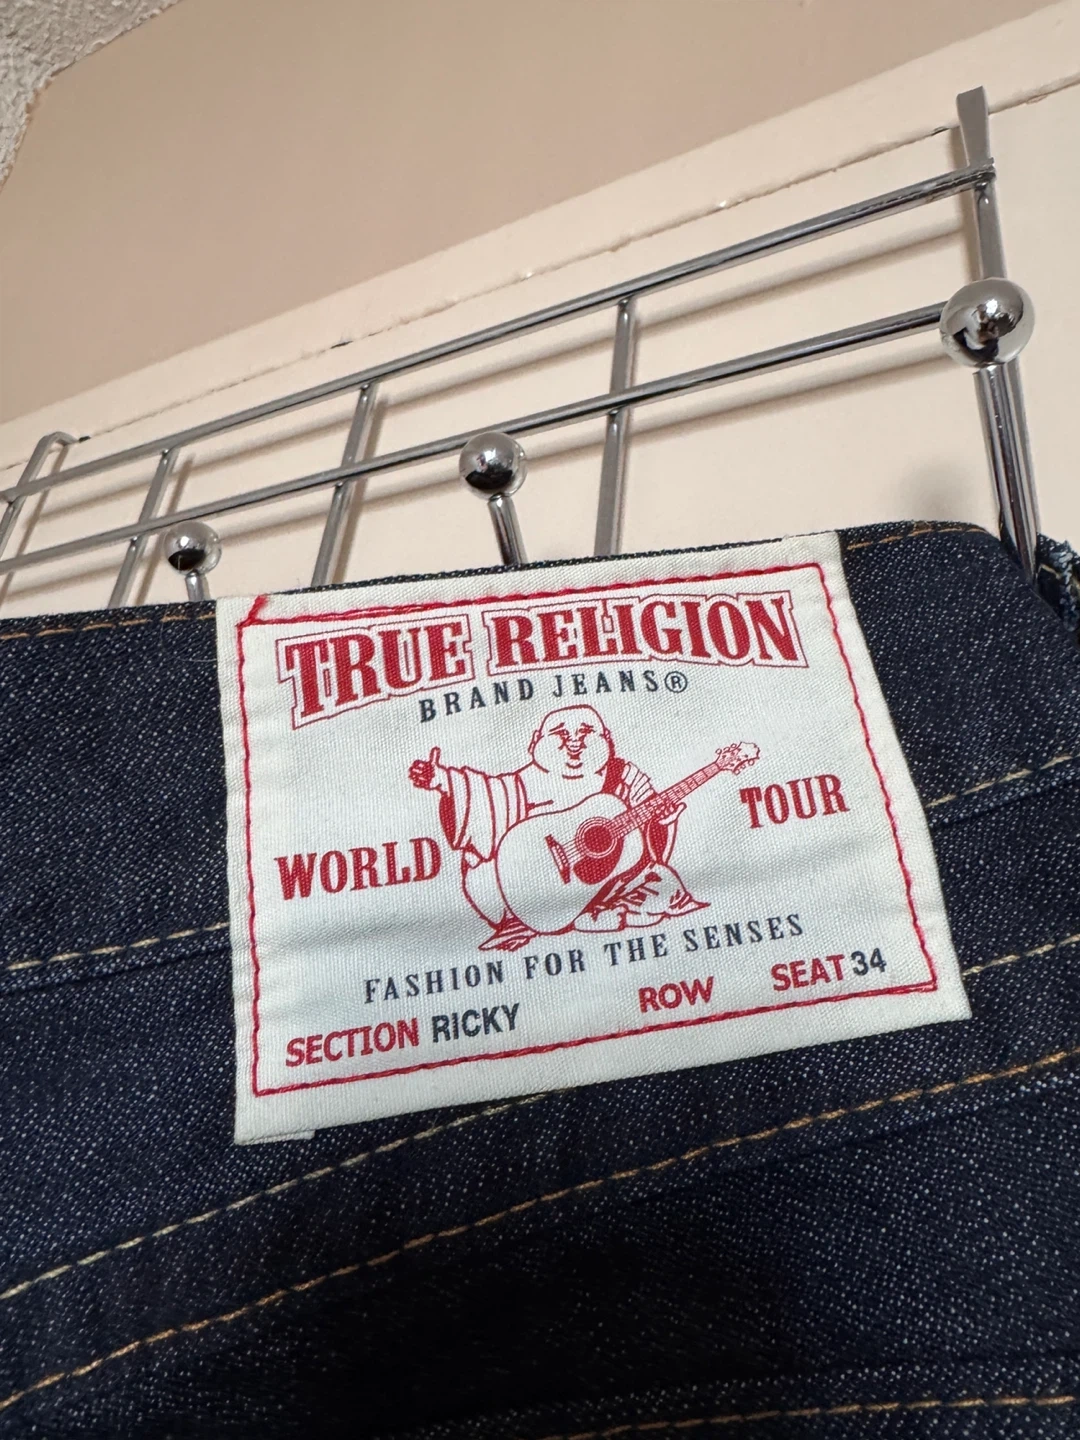 TRUE RELIGION
BRAND JEANS®
WORLD TOUR
FASHION FOR THE SENSES
SECTION RICKY ROW SEAT 34